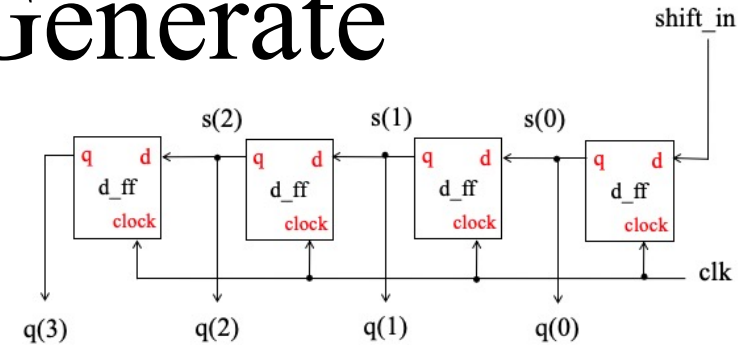 Generate
shift_in
s(2) s(1) s(0)
q d q d q d q d
d_ff d_ff d_ff d_ff
clock clock clock clock
clk
q(3) q(2) q(1) q(0)